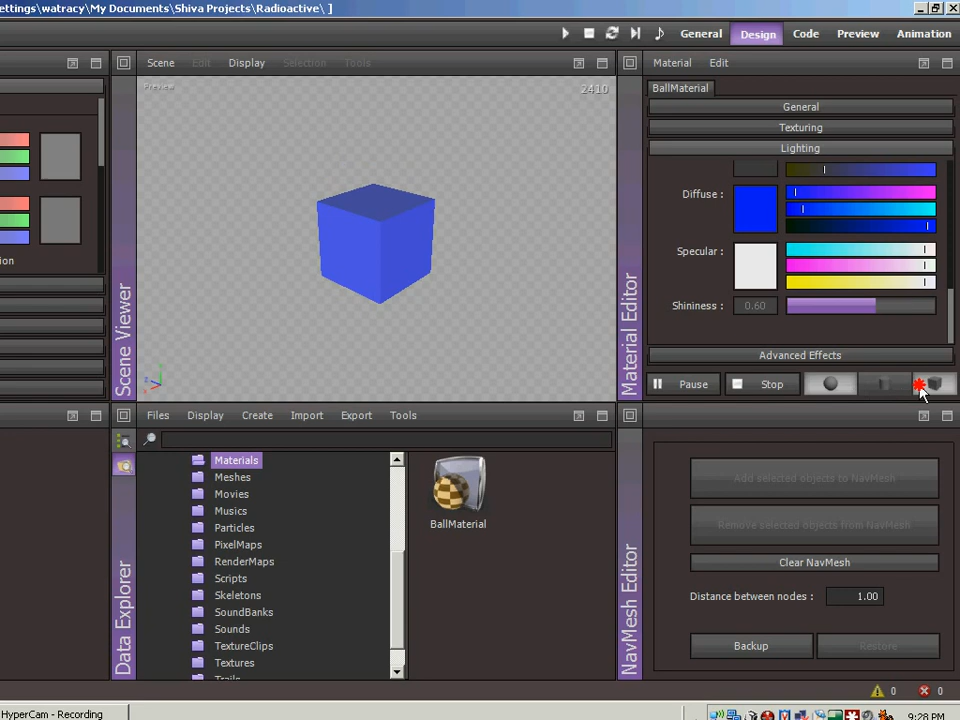 ettings\watracy\My Documents\Shiva Projects\Radioactive\ ]
General Design Code Preview Animation
Scene Edit Display Selection Tools
Material Edit
Preview
2410
BallMaterial
General
Texturing
Lighting
Diffuse :
Specular :
ion
Shininess : 0.60
Advanced Effects
Pause Stop
Scene Viewer
Material Editor
Files Display Create Import Export Tools
Materials
Meshes
Movies
Musics
Particles
PixelMaps
RenderMaps
Scripts
Skeletons
SoundBanks
Sounds
TextureClips
Textures
Trails
BallMaterial
Data Explorer
NavMesh Editor
Add selected objects to NavMesh
Remove selected objects from NavMesh
Clear NavMesh
Distance between nodes : 1.00
Backup Restore
0 0
HyperCam - Recording
9:28 PM